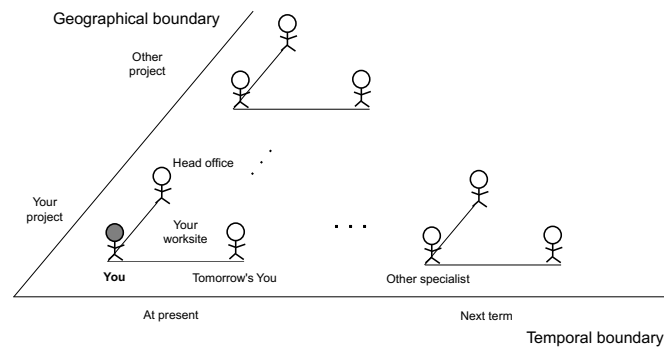 Geographical boundary
Other
project
Head office
Your
project
Your
worksite
You
Tomorrow's You
Other specialist
At present
Next term
Temporal boundary